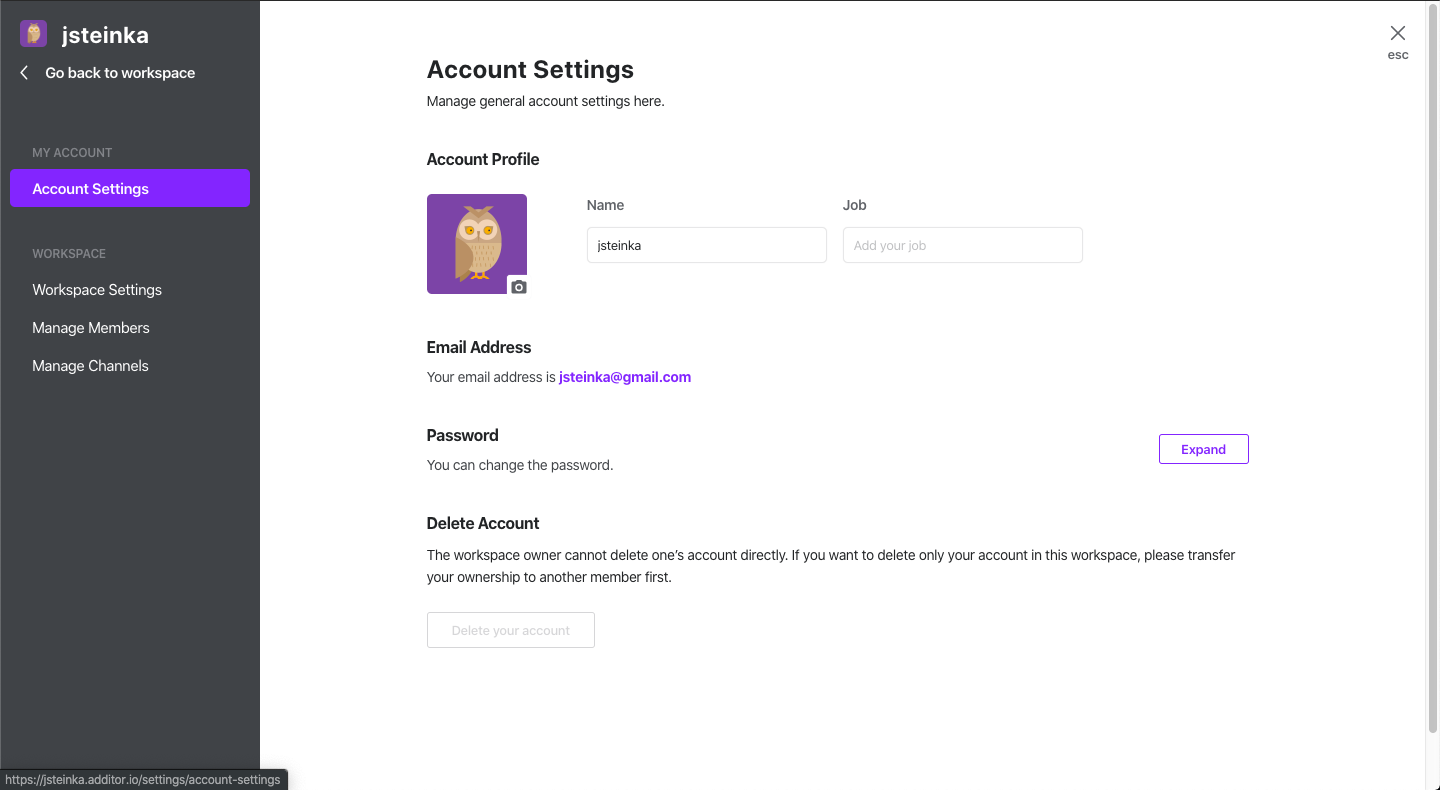 jsteinka
Go back to workspace
MY ACCOUNT
Account Settings
WORKSPACE
Workspace Settings
Manage Members
Manage Channels
https://jsteinka.additor.io/settings/account-settings
esc
Account Settings
Manage general account settings here.
Account Profile
Name
Job
jsteinka
Add your job
Email Address
Your email address is jsteinka@gmail.com
Password
You can change the password.
Expand
Delete Account
The workspace owner cannot delete one's account directly. If you want to delete only your account in this workspace, please transfer
your ownership to another member first.
Delete your account